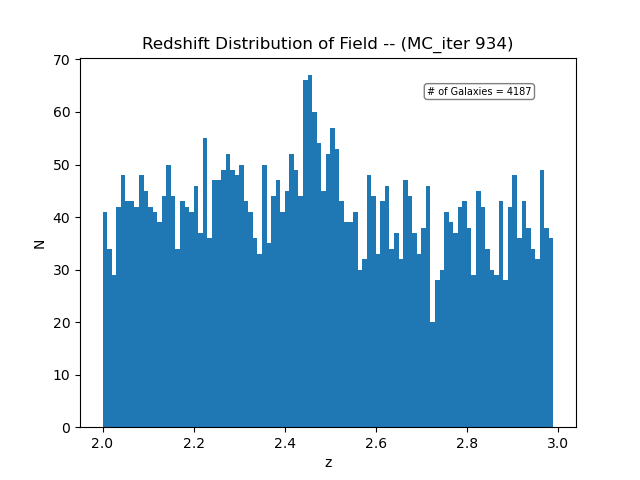 Redshift Distribution of Field -- (MC_iter 934)
70
# of Galaxies = 4187
60
50
40
N
30
20
10
0
2.0 2.2 2.4 2.6 2.8 3.0
z